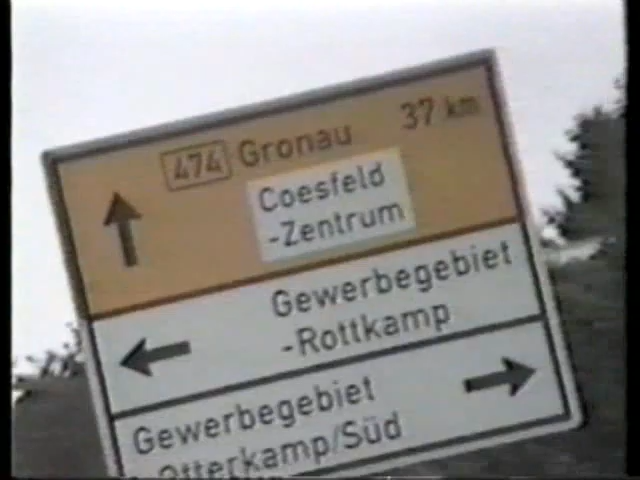 474 Gronau 37 km
Coesfeld
-Zentrum
Gewerbegebiet
-Rottkamp
Gewerbegebiet
-Otterkamp/Süd